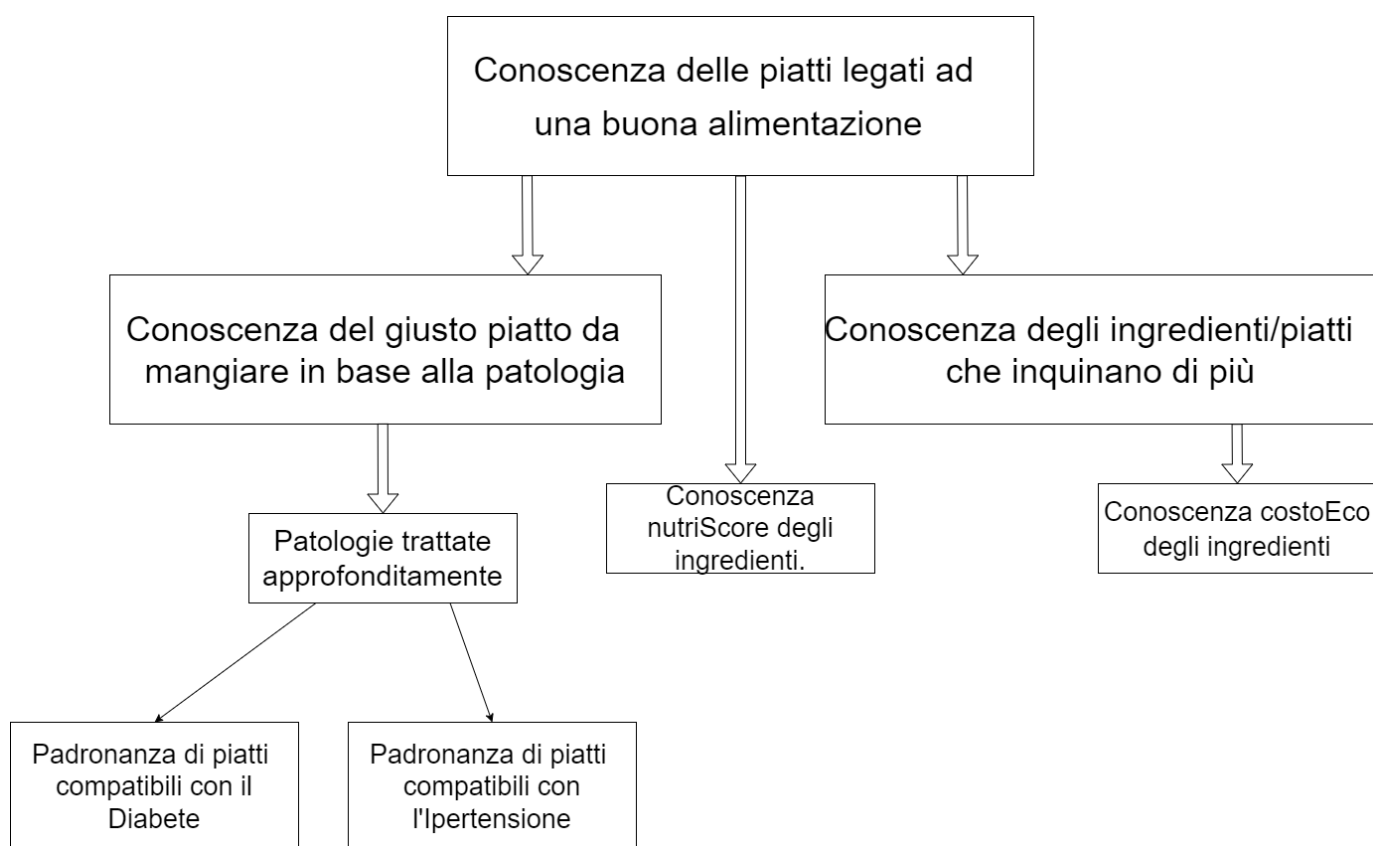 Conoscenza delle piatti legati ad
una buona alimentazione
Conoscenza del giusto piatto da
mangiare in base alla patologia
Conoscenza degli ingredienti/piatti
che inquinano di più
Conoscenza
nutriScore degli
ingredienti.
Conoscenza costoEco
degli ingredienti
Patologie trattate
approfonditamente
Padronanza di piatti
compatibili con il
Diabete
Padronanza di piatti
compatibili con
l'Ipertensione